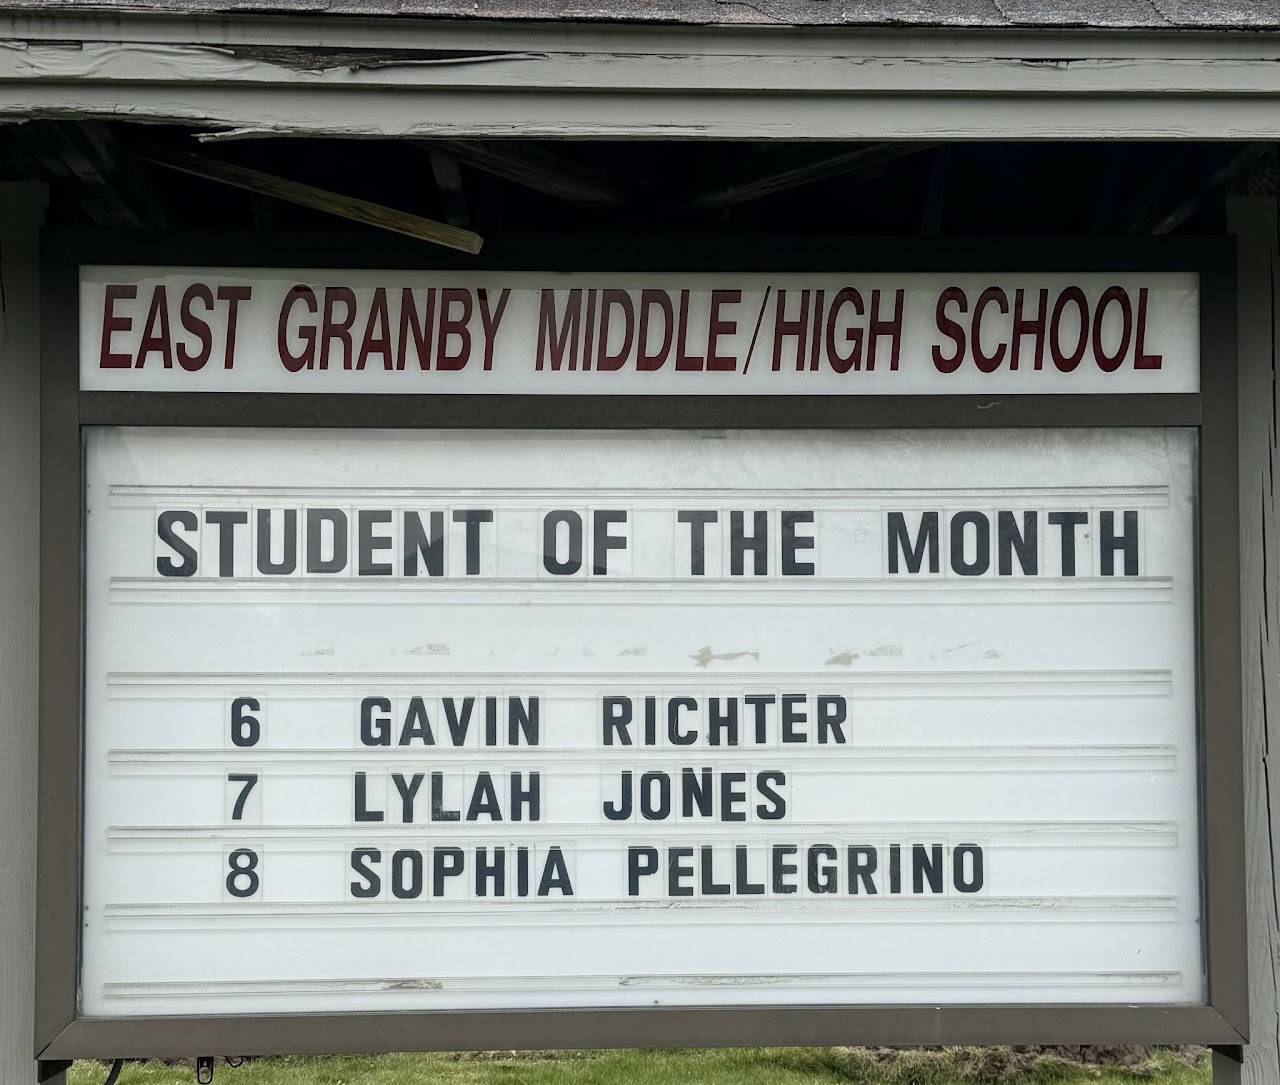 EAST GRANBY MIDDLE/HIGH SCHOOL
STUDENT OF THE MONTH
6 GAVIN RICHTER
7 LYLAH JONES
8 SOPHIA PELLEGRINO